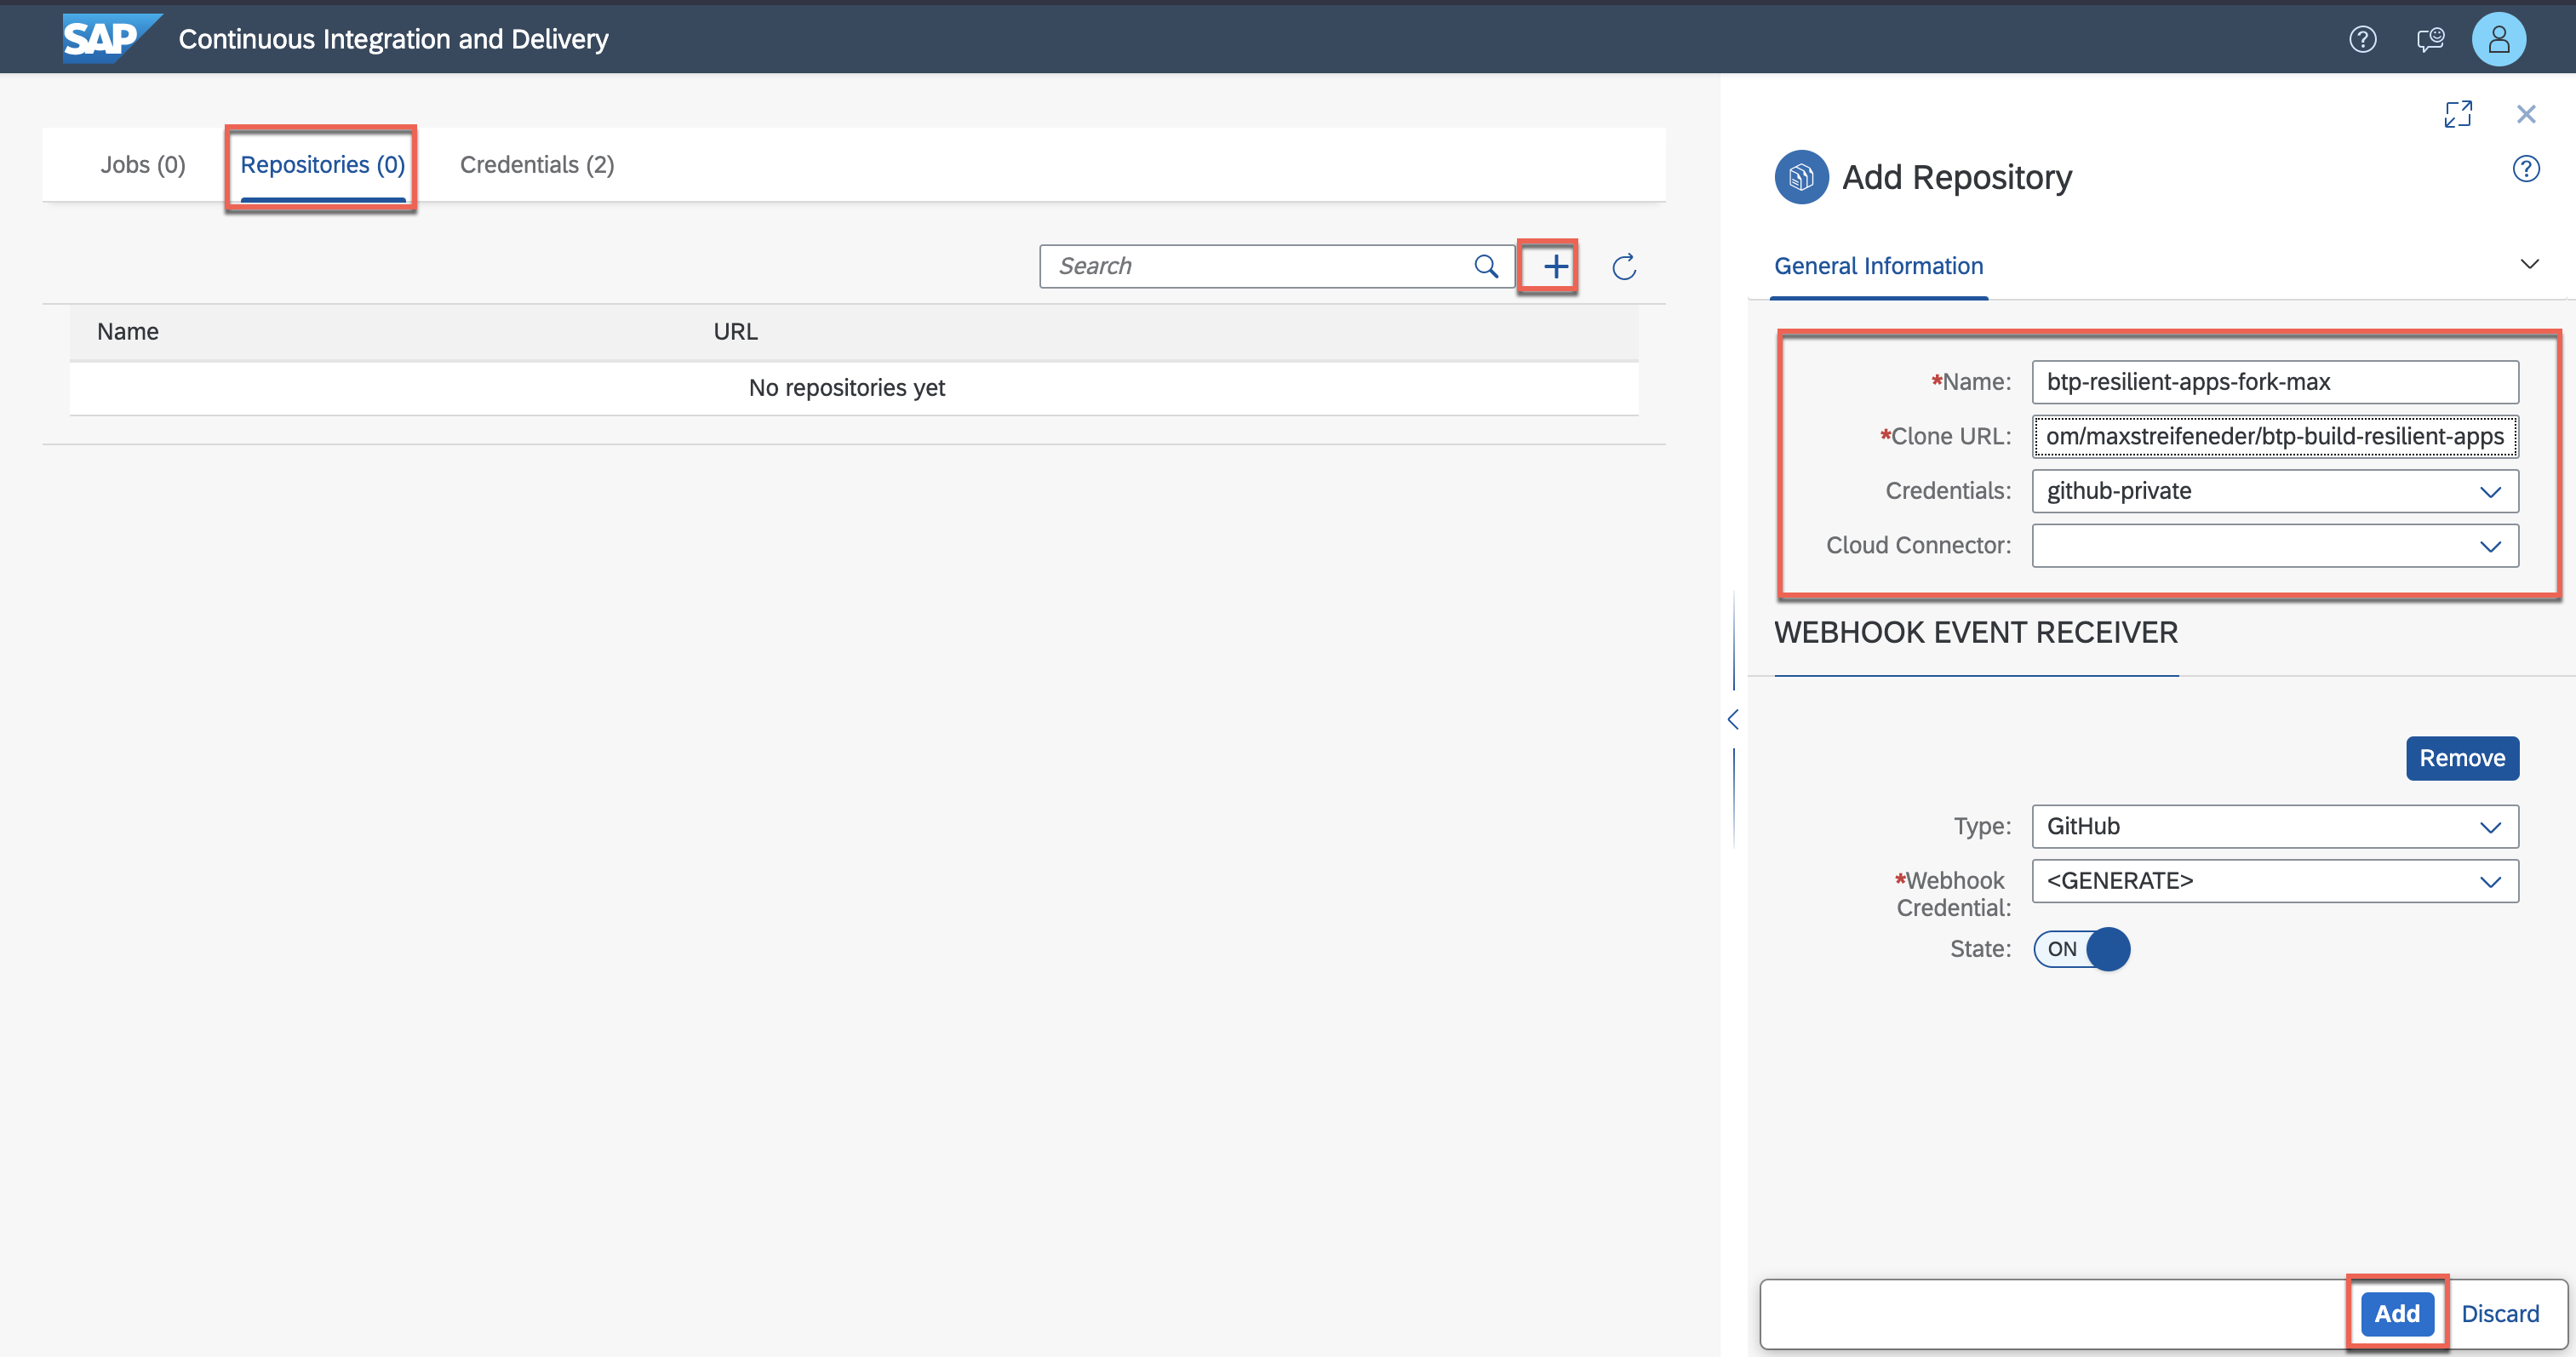 SAP Continuous Integration and Delivery
Jobs (0) Repositories (0) Credentials (2)
Search
Name URL
No repositories yet
Add Repository
General Information
*Name: btp-resilient-apps-fork-max
*Clone URL: om/maxstreifeneder/btp-build-resilient-apps
Credentials: github-private
Cloud Connector:
WEBHOOK EVENT RECEIVER
Remove
Type: GitHub
*Webhook Credential: <GENERATE>
State: ON
Add Discard